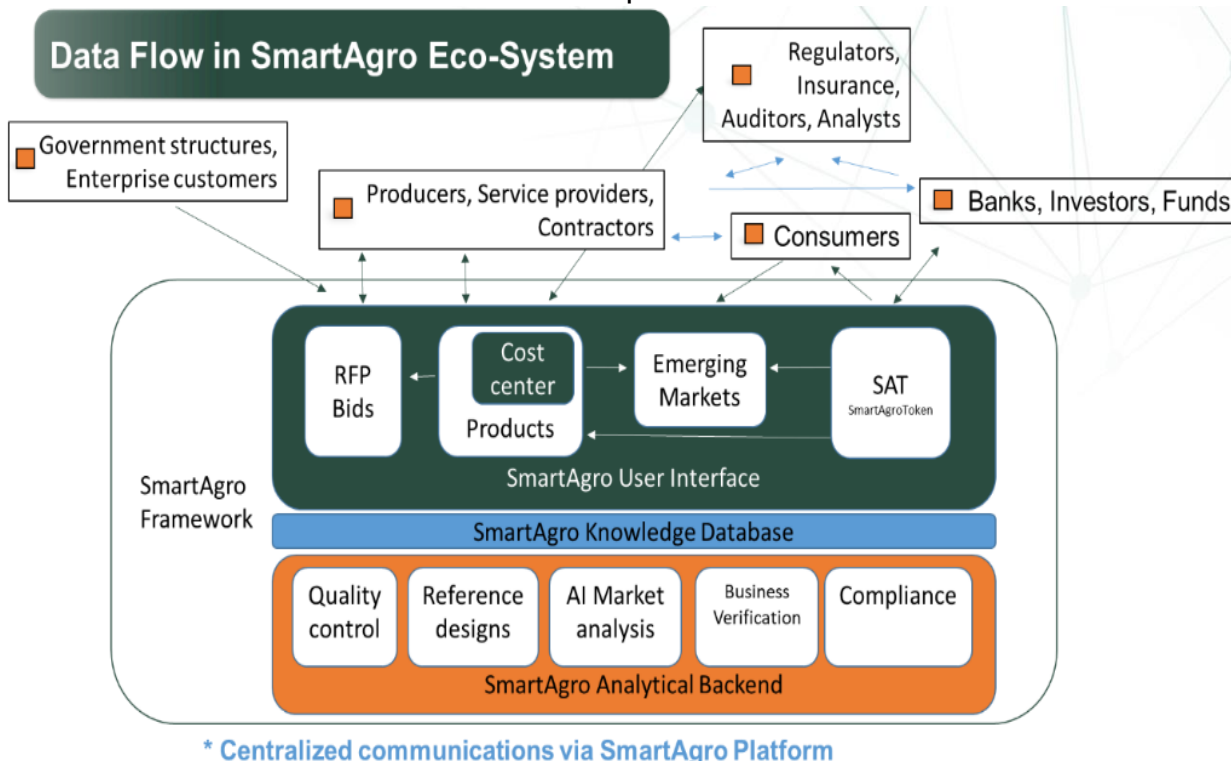 Data Flow in SmartAgro Eco-System
Regulators,
Insurance,
Auditors, Analysts
Government structures,
Enterprise customers
Producers, Service providers,
Contractors
Banks, Investors, Funds
Consumers
RFP
Bids
Cost
center
Products
Emerging
Markets
SAT
SmartAgroToken
SmartAgro User Interface
SmartAgro
Framework
SmartAgro Knowledge Database
Quality
control
Reference
designs
AI Market
analysis
Business
Verification
Compliance
SmartAgro Analytical Backend
* Centralized communications via SmartAgro Platform